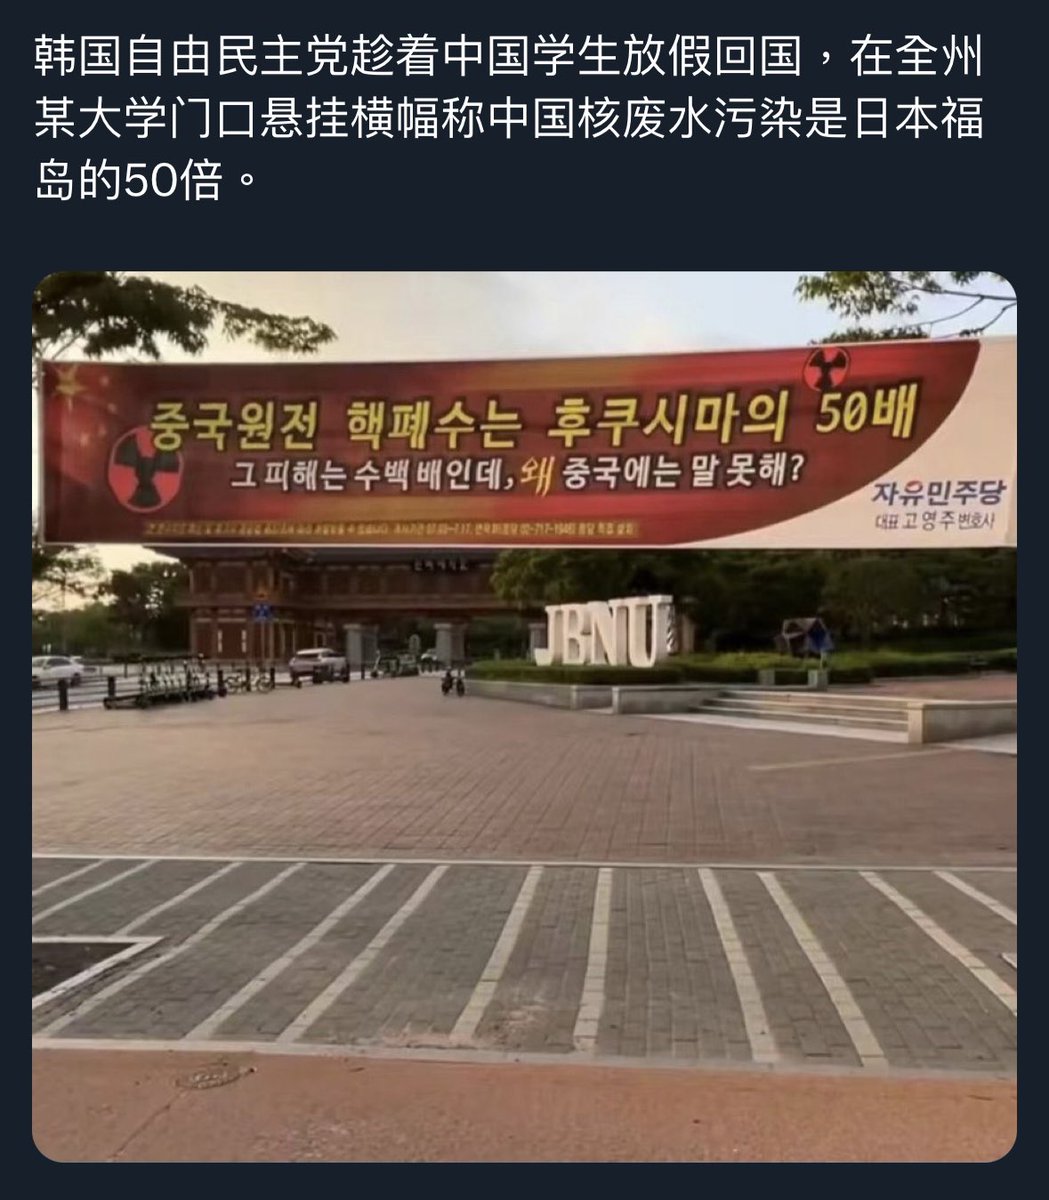 韩国自由民主党趁着中国学生放假回国，在全州
某大学门口悬挂横幅称中国核废水污染是日本福
岛的50倍。
중국원전 핵폐수는 후쿠시마의 50배
그 피해는 수백 배인데, 왜 중국에는 말 못해?
자유민주당
대표 고영주 변호사
JBNU